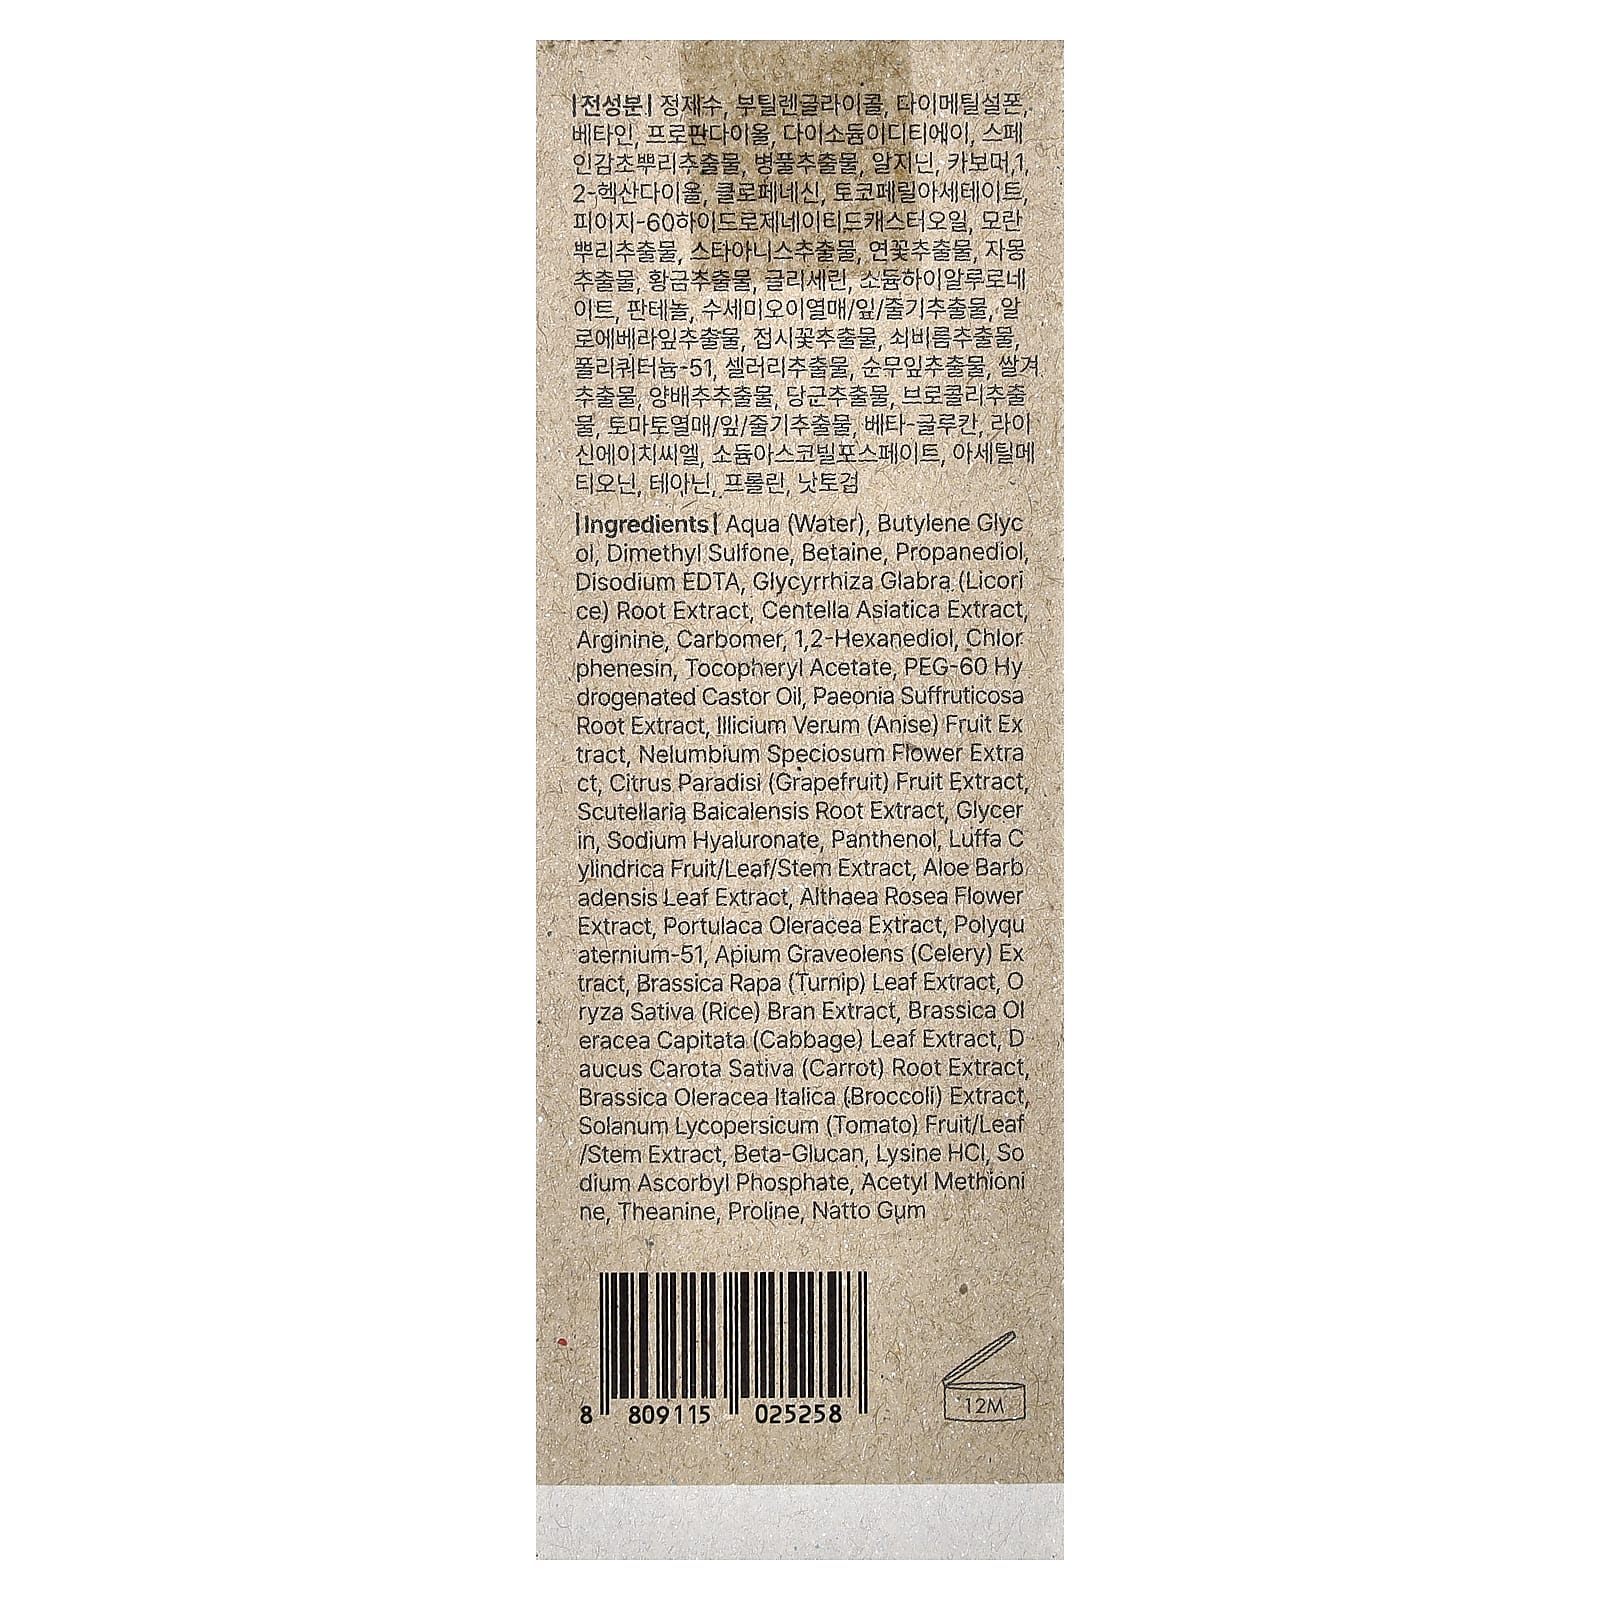 |전성분| 정제수, 부틸렌글라이콜, 다이메틸설폰,
베타인, 프로판다이올, 다이소듐이디티에이, 스페
인감초뿌리추출물, 병풀추출물, 알지닌, 카보머,1,
2-헥산다이올, 클로페네신, 토코페릴아세테이트,
피이지-60하이드로제네이티드캐스터오일, 모란
뿌리추출물, 스타아니스추출물, 연꽃추출물, 자몽
추출물, 황금추출물, 글리세린, 소듐하이알루로네
이트, 판테놀, 수세미오이열매/잎/줄기추출물, 알
로에베라잎추출물, 접시꽃추출물, 쇠비름추출물,
폴리쿼터늄-51, 셀러리추출물, 순무잎추출물, 쌀겨
추출물, 양배추추출물, 당근추출물, 브로콜리추출
물, 토마토열매/잎/줄기추출물, 베타-글루칸, 라이
신에이치씨엘, 소듐아스코빌포스페이트, 아세틸메
티오닌, 테아닌, 프롤린, 낫토검
|Ingredients| Aqua (Water), Butylene Glyc
ol, Dimethyl Sulfone, Betaine, Propanediol,
Disodium EDTA, Glycyrrhiza Glabra (Licori
ce) Root Extract, Centella Asiatica Extract,
Arginine, Carbomer, 1,2-Hexanediol, Chlor
phenesin, Tocopheryl Acetate, PEG-60 Hy
drogenated Castor Oil, Paeonia Suffruticosa
Root Extract, Illicium Verum (Anise) Fruit Ex
tract, Nelumbium Speciosum Flower Extra
ct, Citrus Paradisi (Grapefruit) Fruit Extract,
Scutellaria Baicalensis Root Extract, Glycer
in, Sodium Hyaluronate, Panthenol, Luffa C
ylindrica Fruit/Leaf/Stem Extract, Aloe Barb
adensis Leaf Extract, Althaea Rosea Flower
Extract, Portulaca Oleracea Extract, Polyqu
aternium-51, Apium Graveolens (Celery) Ex
tract, Brassica Rapa (Turnip) Leaf Extract, O
ryza Sativa (Rice) Bran Extract, Brassica Ol
eracea Capitata (Cabbage) Leaf Extract, D
aucus Carota Sativa (Carrot) Root Extract,
Brassica Oleracea Italica (Broccoli) Extract,
Solanum Lycopersicum (Tomato) Fruit/Leaf
/Stem Extract, Beta-Glucan, Lysine HCl, So
dium Ascorbyl Phosphate, Acetyl Methioni
ne, Theanine, Proline, Natto Gum
12M
8 809115 025258